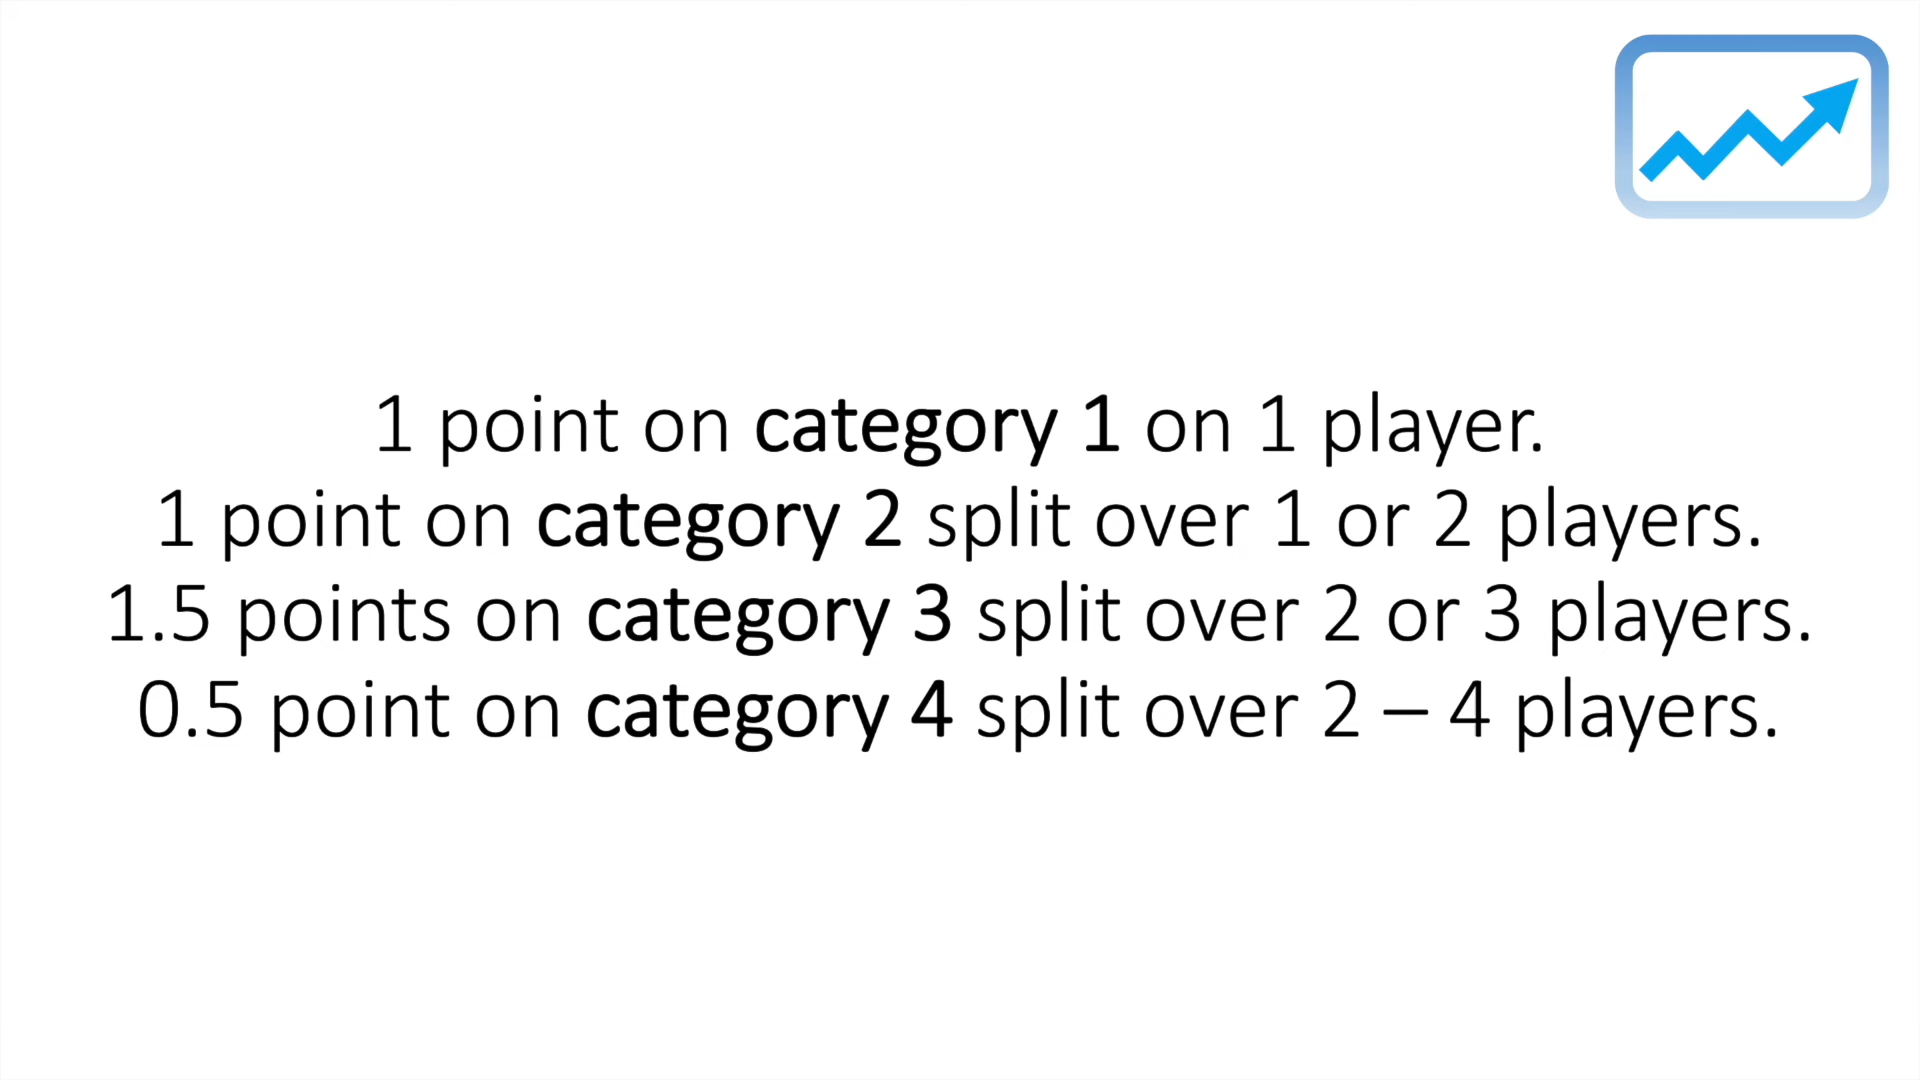 1 point on category 1 on 1 player.
1 point on category 2 split over 1 or 2 players.
1.5 points on category 3 split over 2 or 3 players.
0.5 point on category 4 split over 2 – 4 players.